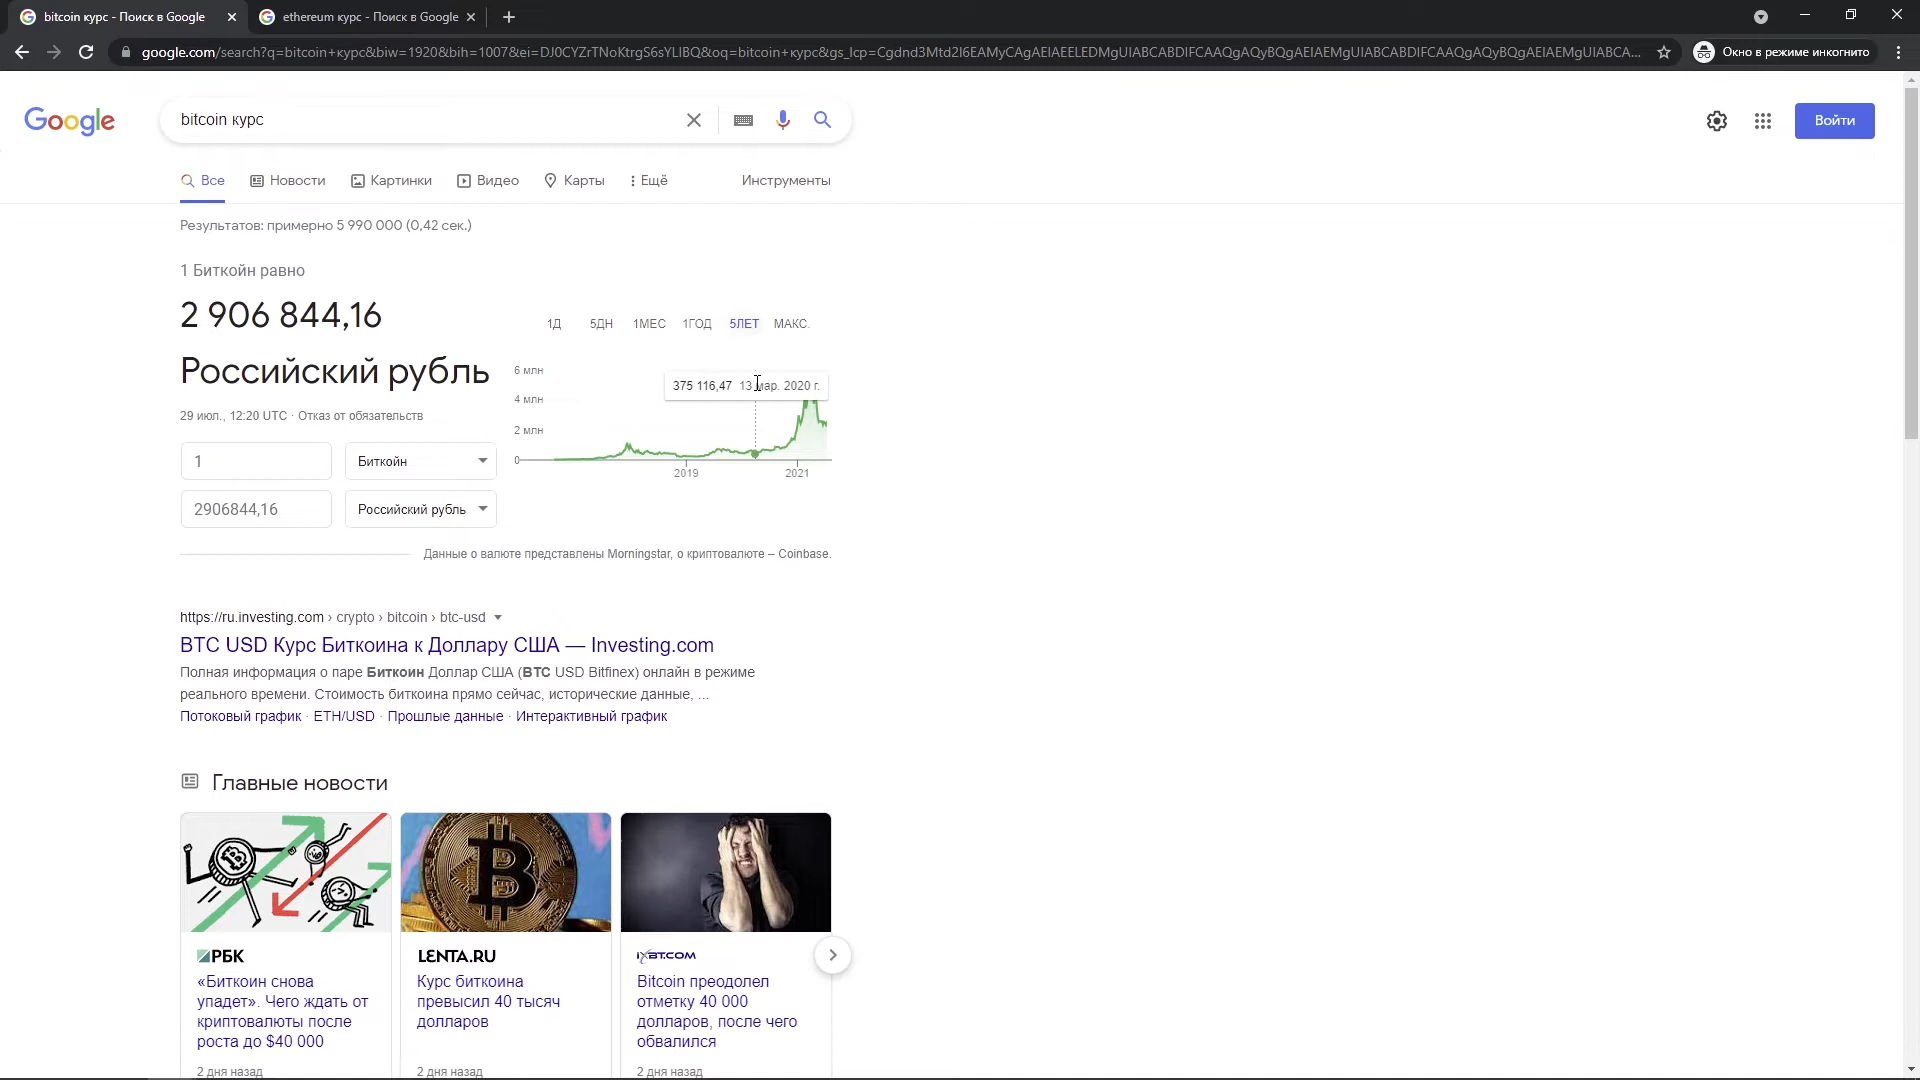 bitcoin курс - Поиск в Google
ethereum курс - Поиск в Google
google.com/search?q=bitcoin+курс&biw=1920&bih=1007&ei=DJ0CYZrTNoKtrgS6sYLIBQ&oq=bitcoin+курс&gs_lcp=Cgdnd3Mtd2l6EAMyCAgAEIAEELEDMgUIABCABDIFCAAQgAQyBQgAEIAEMgUIABCABDIFCAAQgAQyBQgAEIAEMgUIABCA...
Окно в режиме инкогнито
Google
bitcoin курс
Войти
Все
Новости
Картинки
Видео
Карты
Ещё
Инструменты
Результатов: примерно 5 990 000 (0,42 сек.)
1 Биткойн равно
2 906 844,16
Российский рубль
29 июл., 12:20 UTC · Отказ от обязательств
1Д 5ДН 1МЕС 1ГОД 5ЛЕТ МАКС.
6 млн
4 млн
2 млн
0
375 116,47 13 мар. 2020 г.
2019 2021
1
Биткойн
2906844,16
Российский рубль
Данные о валюте представлены Morningstar, о криптовалюте – Coinbase.
https://ru.investing.com › crypto › bitcoin › btc-usd
BTC USD Курс Биткоина к Доллару США — Investing.com
Полная информация о паре Биткоин Доллар США (BTC USD Bitfinex) онлайн в режиме
реального времени. Стоимость биткоина прямо сейчас, исторические данные, ...
Потоковый график · ETH/USD · Прошлые данные · Интерактивный график
Главные новости
РБК
«Биткоин снова
упадет». Чего ждать от
криптовалюты после
роста до $40 000
2 дня назад
LENTA.RU
Курс биткоина
превысил 40 тысяч
долларов
2 дня назад
iXBT.COM
Bitcoin преодолел
отметку 40 000
долларов, после чего
обвалился
2 дня назад